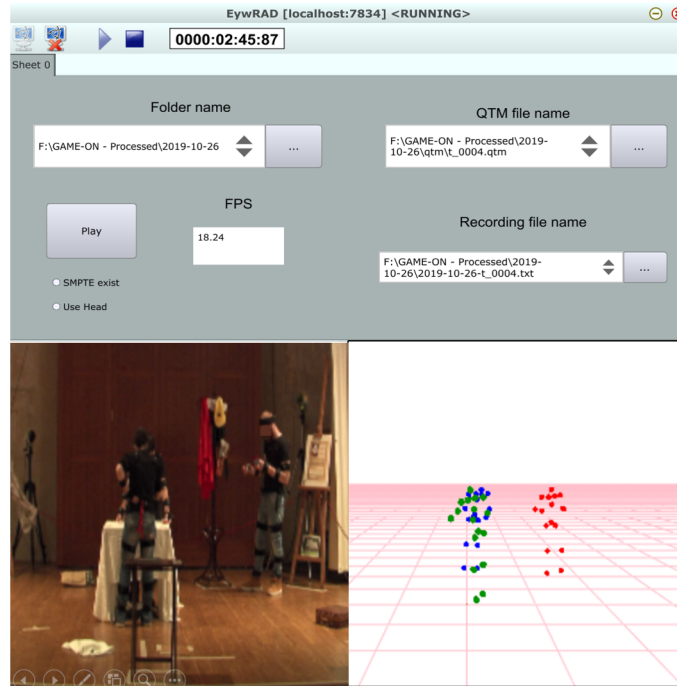 EywRAD [localhost:7834] <RUNNING>
0000:02:45:87
Sheet 0
Folder name
QTM file name
F:\GAME-ON - Processed\2019-10-26
...
F:\GAME-ON - Processed\2019-
10-26\qtm\t_0004.qtm
...
FPS
Play
18.24
Recording file name
F:\GAME-ON - Processed\2019-
10-26\2019-10-26-t_0004.txt
...
SMPTE exist
Use Head